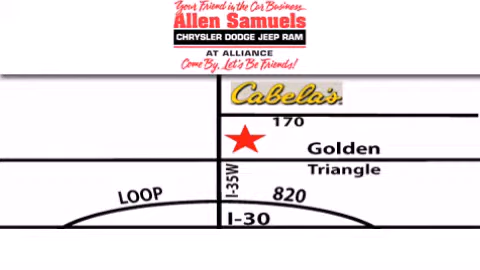 Your Friend in the Car Business...
Allen Samuels
CHRYSLER DODGE JEEP RAM
AT ALLIANCE
Come By, Let's Be Friends!
Cabela's
170
Golden
Triangle
I-35W
LOOP 820
I-30